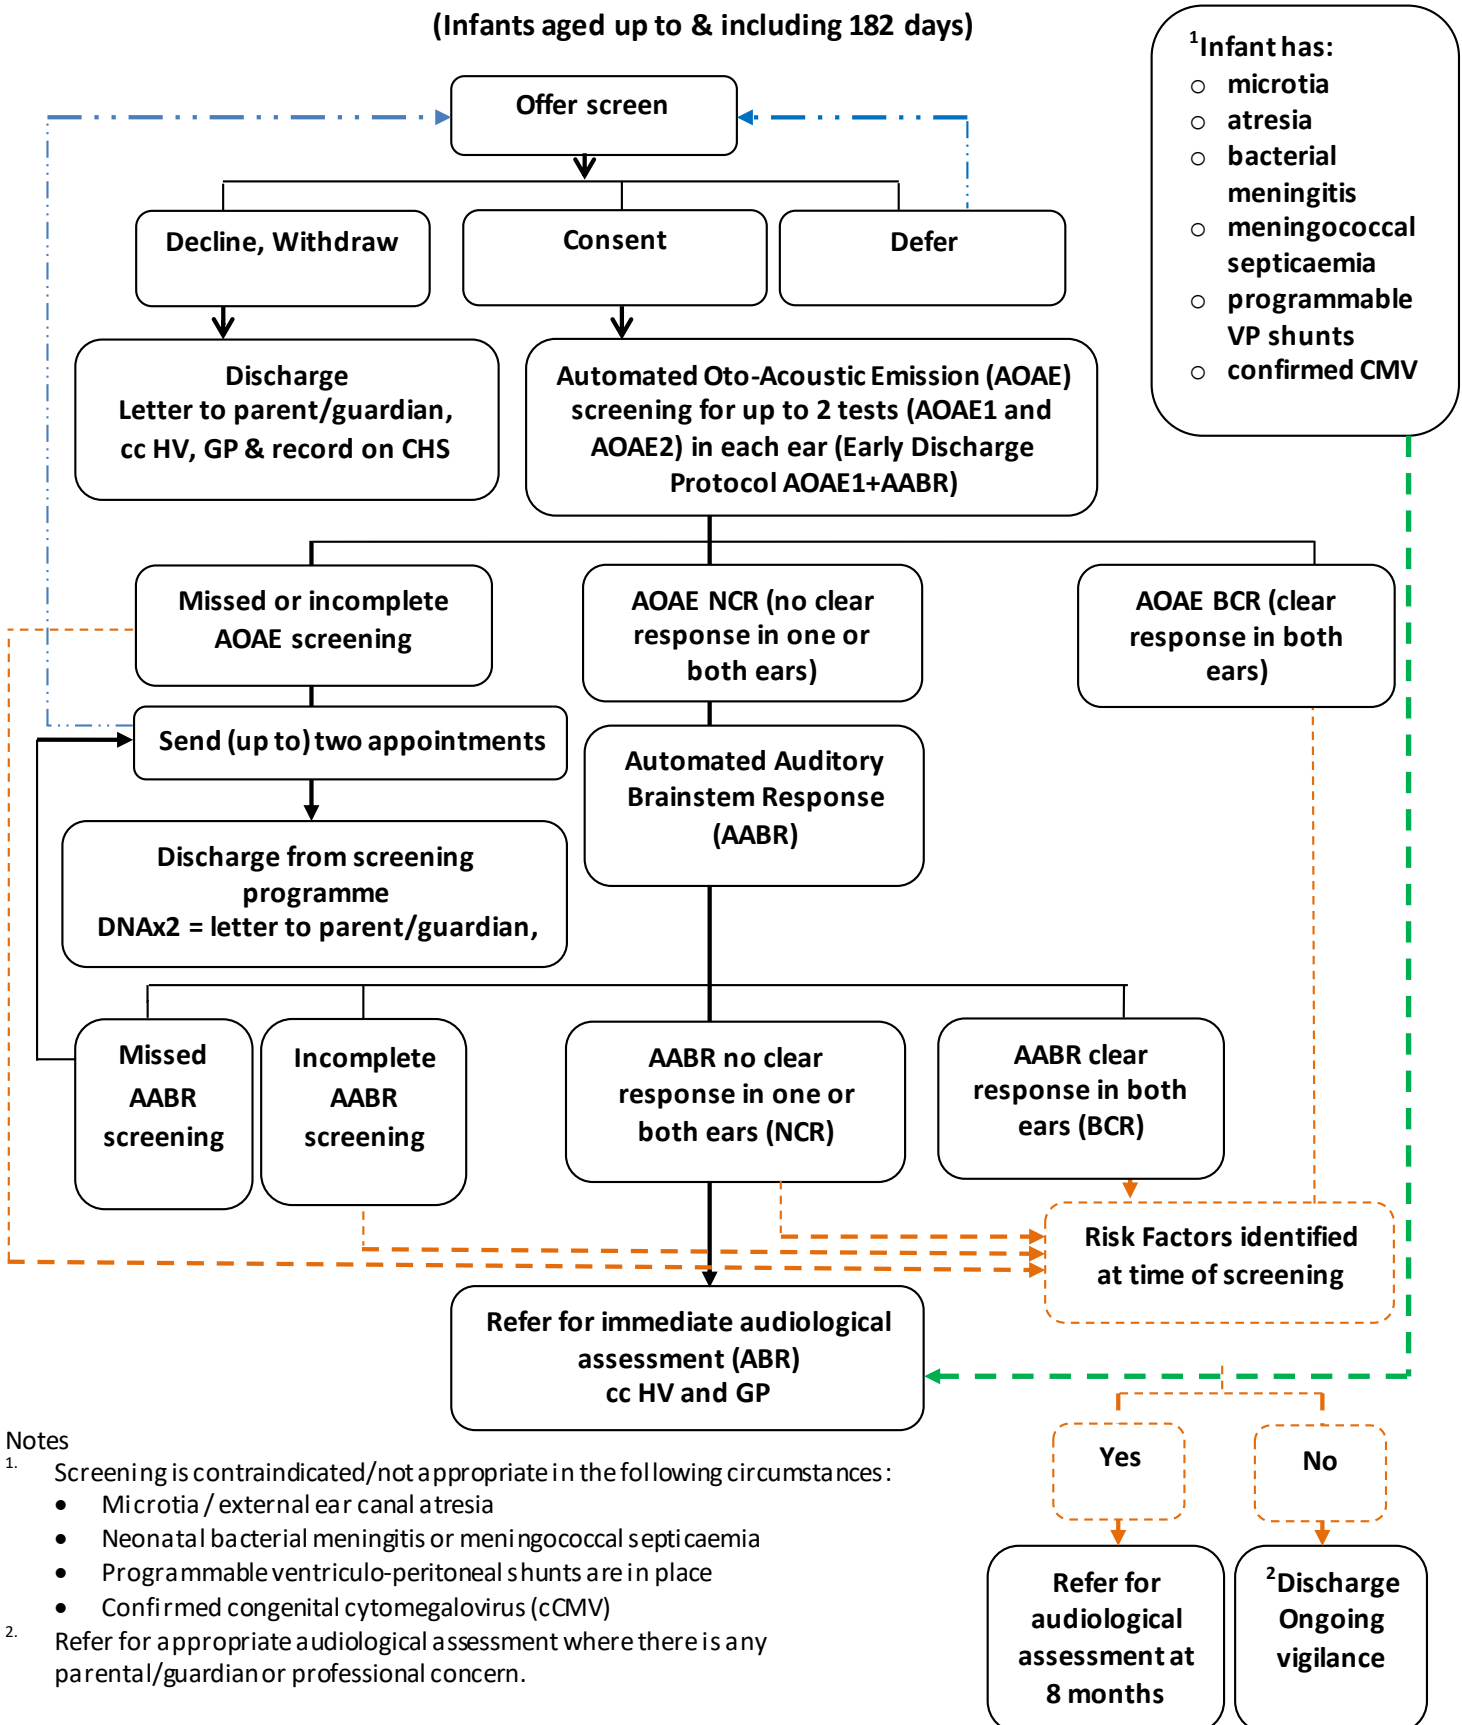 (Infants aged up to & including 182 days)
1Infant has:
o microtia
o atresia
o bacterial
meningitis
o meningococcal
septicaemia
o programmable
VP shunts
o confirmed CMV
Offer screen
Decline, Withdraw
Consent
Defer
Discharge
Letter to parent/guardian,
cc HV, GP & record on CHS
Automated Oto-Acoustic Emission (AOAE)
screening for up to 2 tests (AOAE1 and
AOAE2) in each ear (Early Discharge
Protocol AOAE1+AABR)
Missed or incomplete
AOAE screening
AOAE NCR (no clear
response in one or
both ears)
AOAE BCR (clear
response in both
ears)
Send (up to) two appointments
Automated Auditory
Brainstem Response
(AABR)
Discharge from screening
programme
DNAx2 = letter to parent/guardian,
Missed
AABR
screening
Incomplete
AABR
screening
AABR no clear
response in one or
both ears (NCR)
AABR clear
response in both
ears (BCR)
Risk Factors identified
at time of screening
Refer for immediate audiological
assessment (ABR)
cc HV and GP
Yes
No
Refer for
audiological
assessment at
8 months
2Discharge
Ongoing
vigilance
Notes
1. Screening is contraindicated/not appropriate in the following circumstances:
• Microtia / external ear canal atresia
• Neonatal bacterial meningitis or meningococcal septicaemia
• Programmable ventriculo-peritoneal shunts are in place
• Confirmed congenital cytomegalovirus (cCMV)
2. Refer for appropriate audiological assessment where there is any
parental/guardian or professional concern.